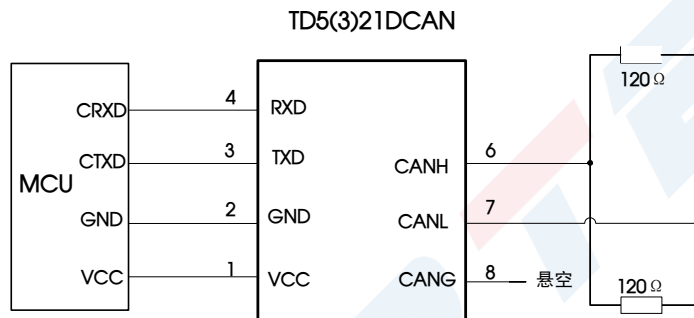 TD5(3)21DCAN
120Ω
CRXD 4 RXD
CTXD 3 TXD
CANH 6
MCU
GND 2 GND
CANL 7
VCC 1 VCC
CANG 8 悬空
120Ω